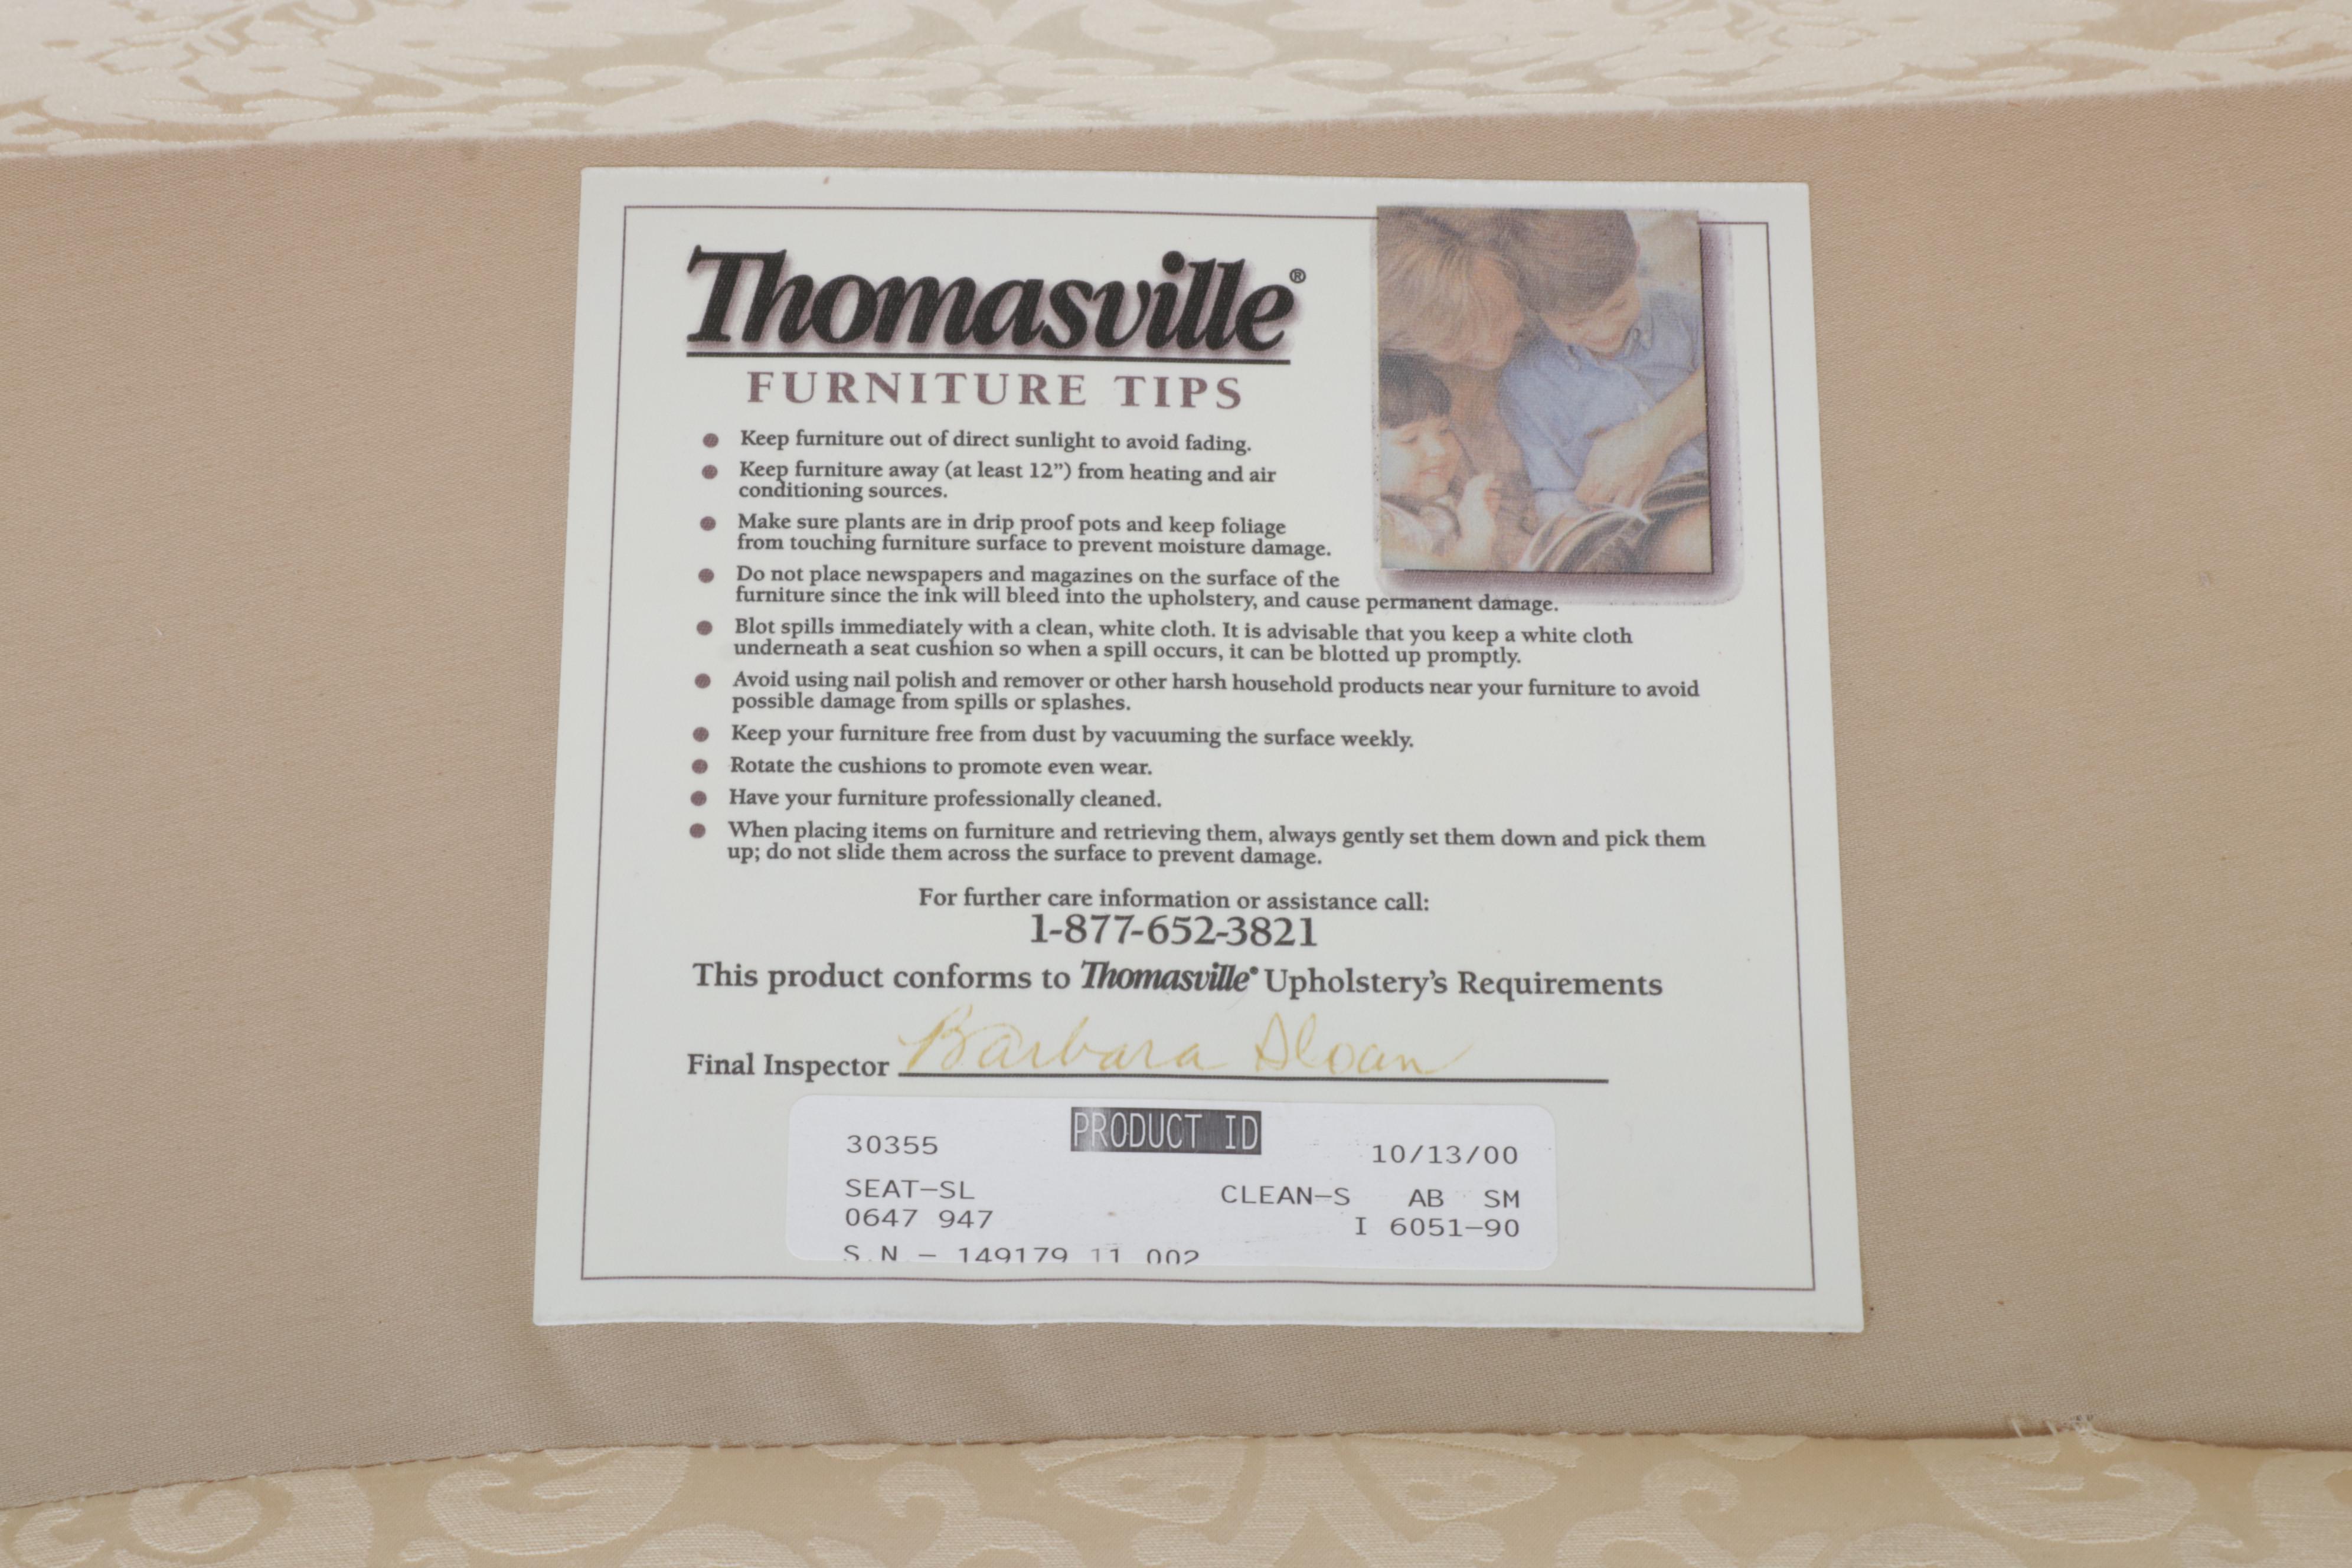 Thomasville®
FURNITURE TIPS
● Keep furniture out of direct sunlight to avoid fading.
● Keep furniture away (at least 12”) from heating and air
conditioning sources.
● Make sure plants are in drip proof pots and keep foliage
from touching furniture surface to prevent moisture damage.
● Do not place newspapers and magazines on the surface of the
furniture since the ink will bleed into the upholstery, and cause permanent damage.
● Blot spills immediately with a clean, white cloth. It is advisable that you keep a white cloth
underneath a seat cushion so when a spill occurs, it can be blotted up promptly.
● Avoid using nail polish and remover or other harsh household products near your furniture to avoid
possible damage from spills or splashes.
● Keep your furniture free from dust by vacuuming the surface weekly.
● Rotate the cushions to promote even wear.
● Have your furniture professionally cleaned.
● When placing items on furniture and retrieving them, always gently set them down and pick them
up; do not slide them across the surface to prevent damage.
For further care information or assistance call:
1-877-652-3821
This product conforms to Thomasville® Upholstery’s Requirements
Final Inspector Barbara Sloan
30355 PRODUCT ID 10/13/00
SEAT-SL CLEAN-S AB SM
0647 947 I 6051-90
S.N - 149179 11 002